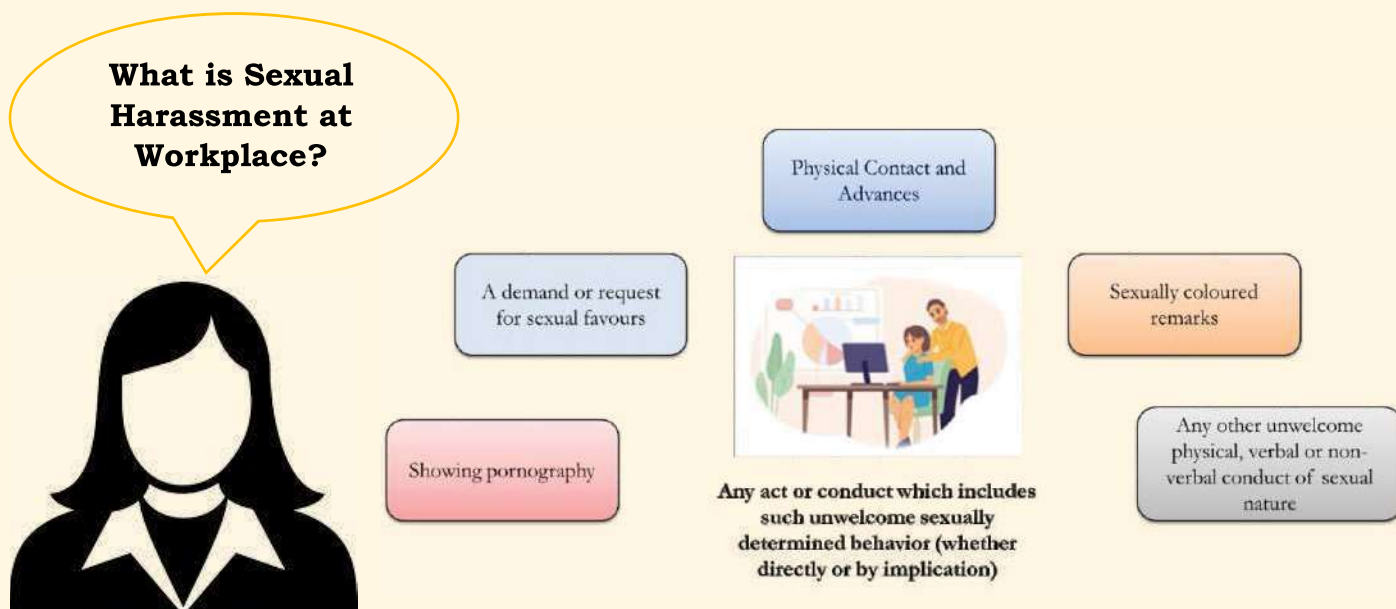 What is Sexual
Harassment at
Workplace?
Physical Contact and
Advances
A demand or request
for sexual favours
Sexually coloured
remarks
Showing pornography
Any other unwelcome
physical, verbal or non-
verbal conduct of sexual
nature
Any act or conduct which includes
such unwelcome sexually
determined behavior (whether
directly or by implication)